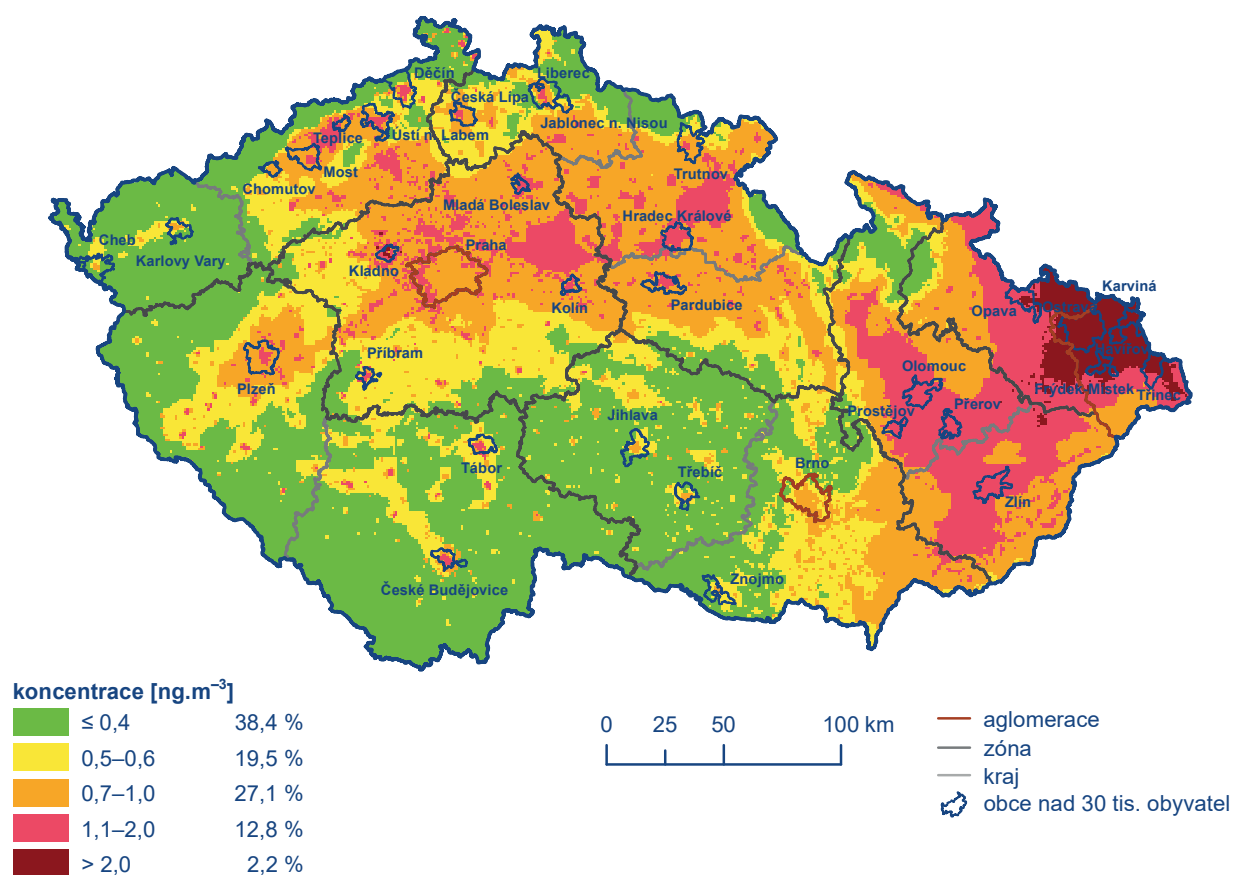 Děčín
Liberec
Česká Lípa
Jablonec n. Nisou
Teplice
Ústí n. Labem
Most
Chomutov
Trutnov
Mladá Boleslav
Hradec Králové
Cheb
Karlovy Vary
Praha
Kladno
Kolín
Pardubice
Karviná
Opava
Ostrava
Havířov
Frýdek-Místek
Třinec
Příbram
Plzeň
Olomouc
Prostějov
Přerov
Jihlava
Tábor
Třebíč
Brno
Zlín
České Budějovice
Znojmo
koncentrace [ng.m⁻³]
≤ 0,4 38,4 %
0,5–0,6 19,5 %
0,7–1,0 27,1 %
1,1–2,0 12,8 %
> 2,0 2,2 %
0 25 50 100 km
aglomerace
zóna
kraj
obce nad 30 tis. obyvatel